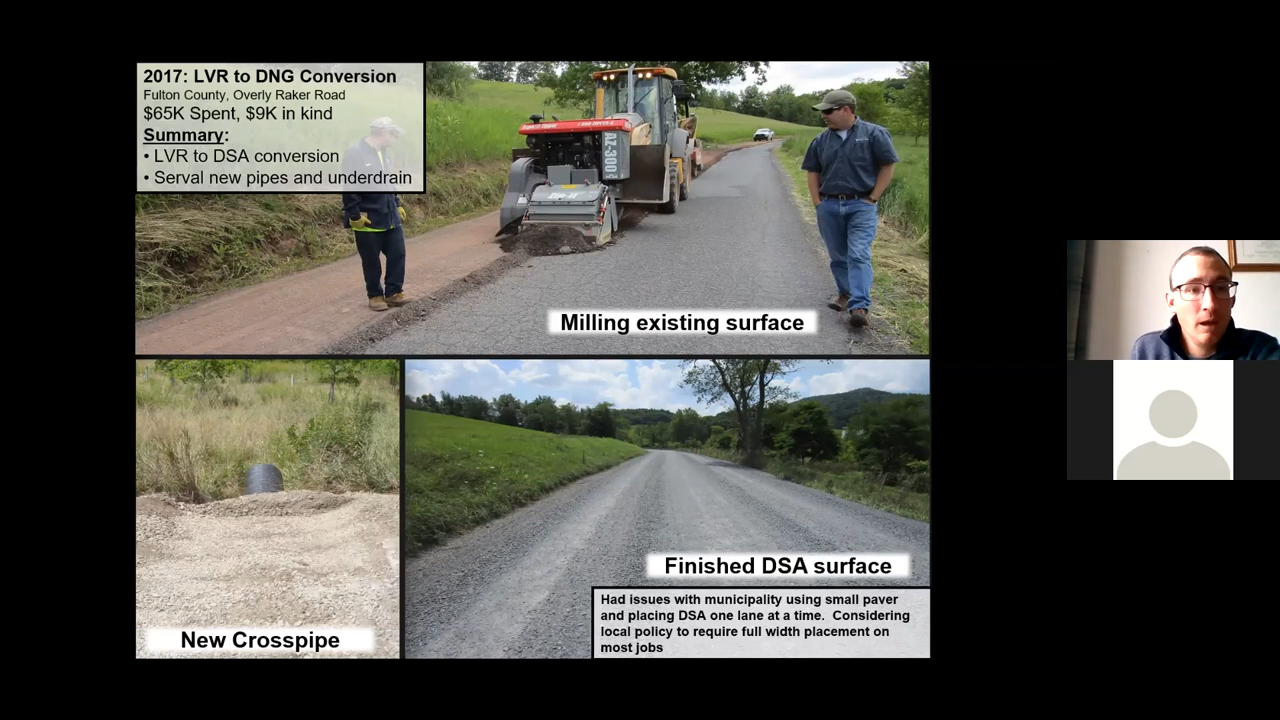 2017: LVR to DNG Conversion
Fulton County, Overly Raker Road
$65K Spent, $9K in kind
Summary:
• LVR to DSA conversion
• Serval new pipes and underdrain
AZ-300
Zip-it
Milling existing surface
New Crosspipe
Finished DSA surface
Had issues with municipality using small paver
and placing DSA one lane at a time.  Considering
local policy to require full width placement on
most jobs